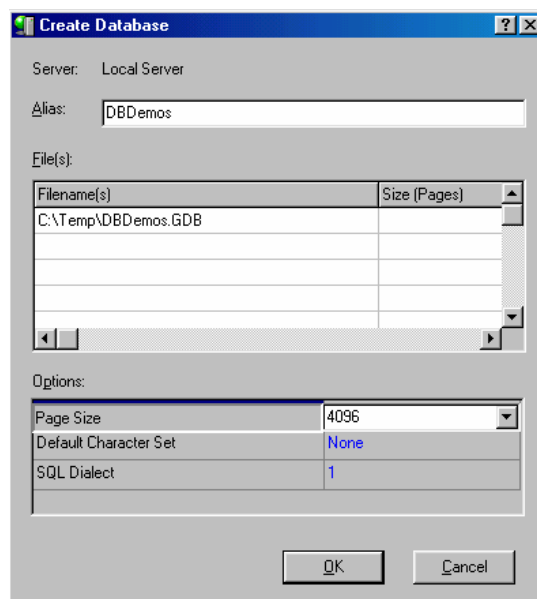 Create Database
Server: Local Server
Alias: DBDemos
File(s):
Filename(s) Size (Pages)
C:\Temp\DBDemos.GDB
Options:
Page Size 4096
Default Character Set None
SQL Dialect 1
OK Cancel